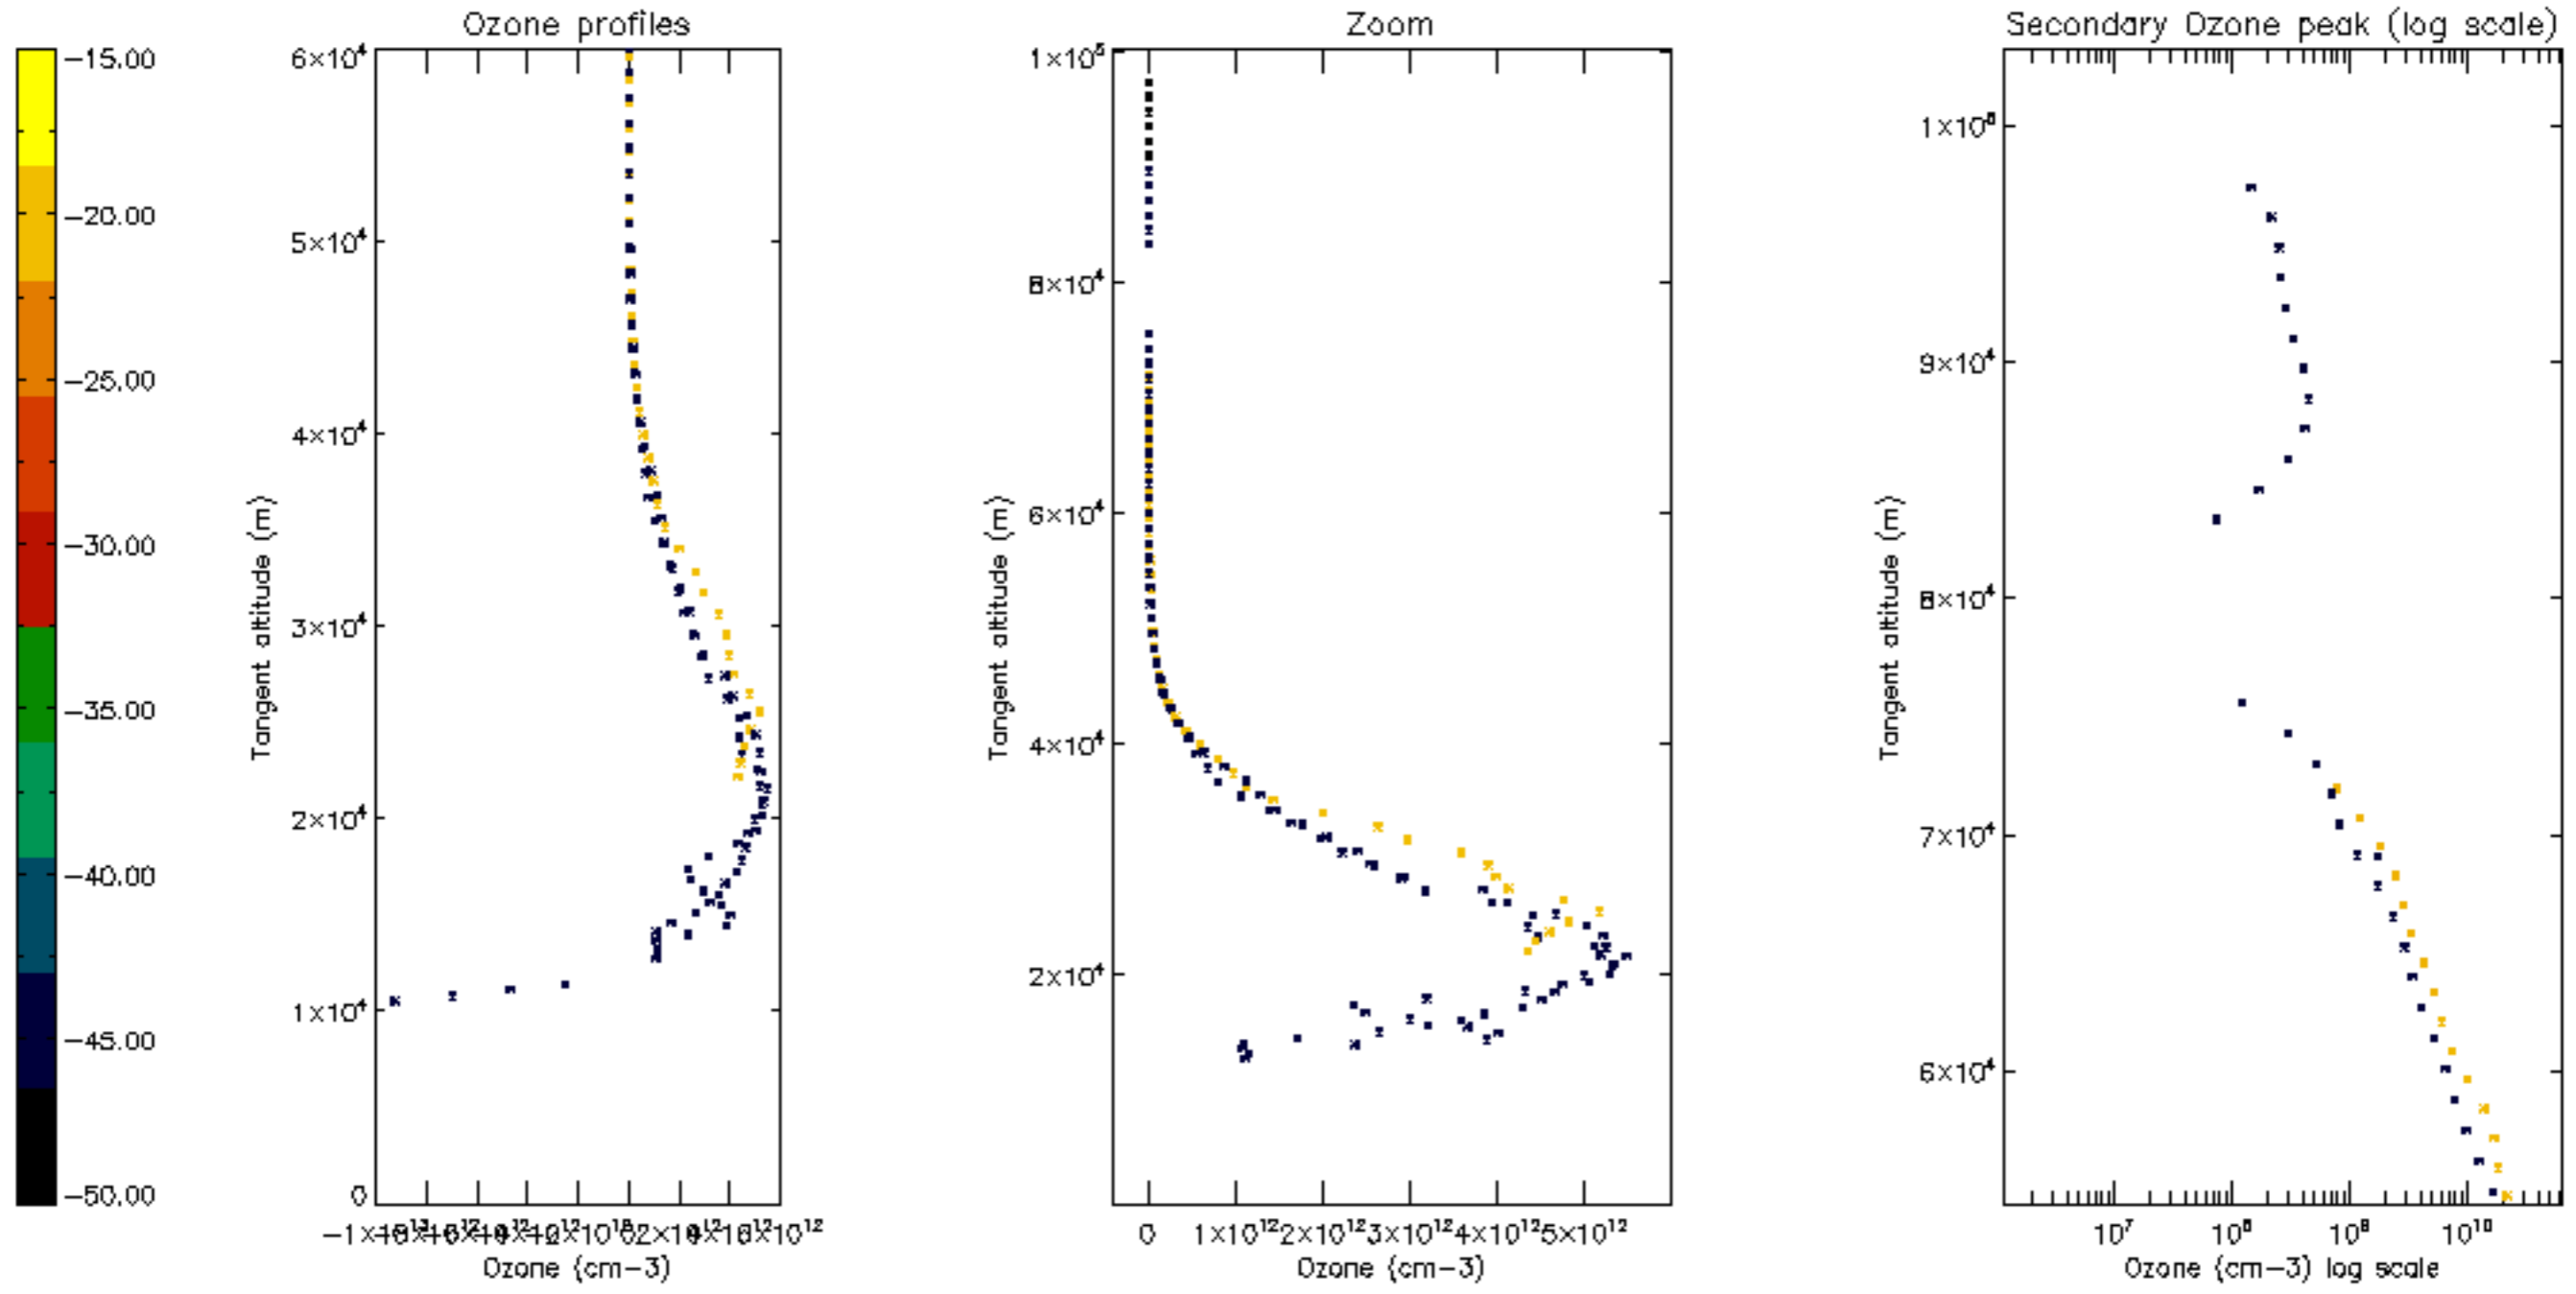 Ozone profiles
Zoom
Secondary Ozone peak (log scale)
-15.00
-20.00
-25.00
-30.00
-35.00
-40.00
-45.00
-50.00
6×10⁴
5×10⁴
4×10⁴
3×10⁴
2×10⁴
1×10⁴
0
Tangent altitude (m)
Ozone (cm-3)
1×10⁵
8×10⁴
6×10⁴
4×10⁴
2×10⁴
Tangent altitude (m)
0 1×10¹² 2×10¹² 3×10¹² 4×10¹² 5×10¹²
Ozone (cm-3)
1×10⁵
9×10⁴
8×10⁴
7×10⁴
6×10⁴
Tangent altitude (m)
10⁷ 10⁸ 10⁹ 10¹⁰
Ozone (cm-3) log scale